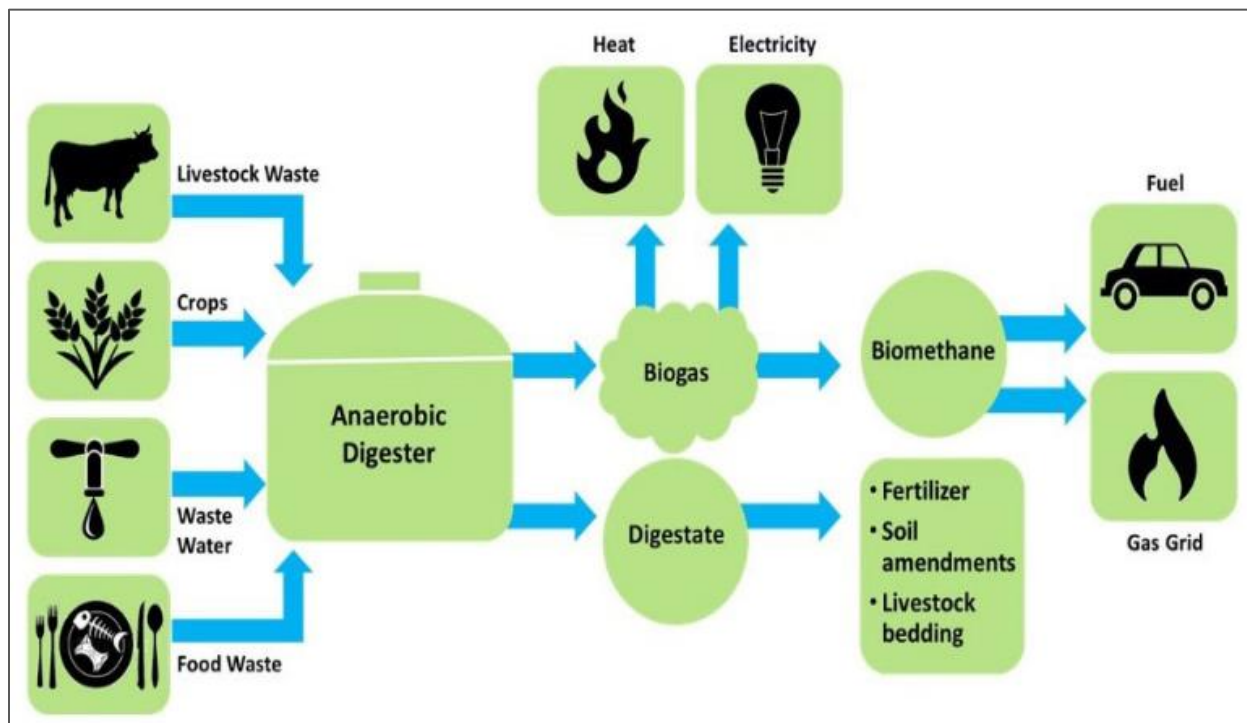 Heat
Electricity
Livestock Waste
Fuel
Crops
Anaerobic
Digester
Biogas
Biomethane
Waste
Water
Digestate
• Fertilizer
• Soil
amendments
• Livestock
bedding
Gas Grid
Food Waste